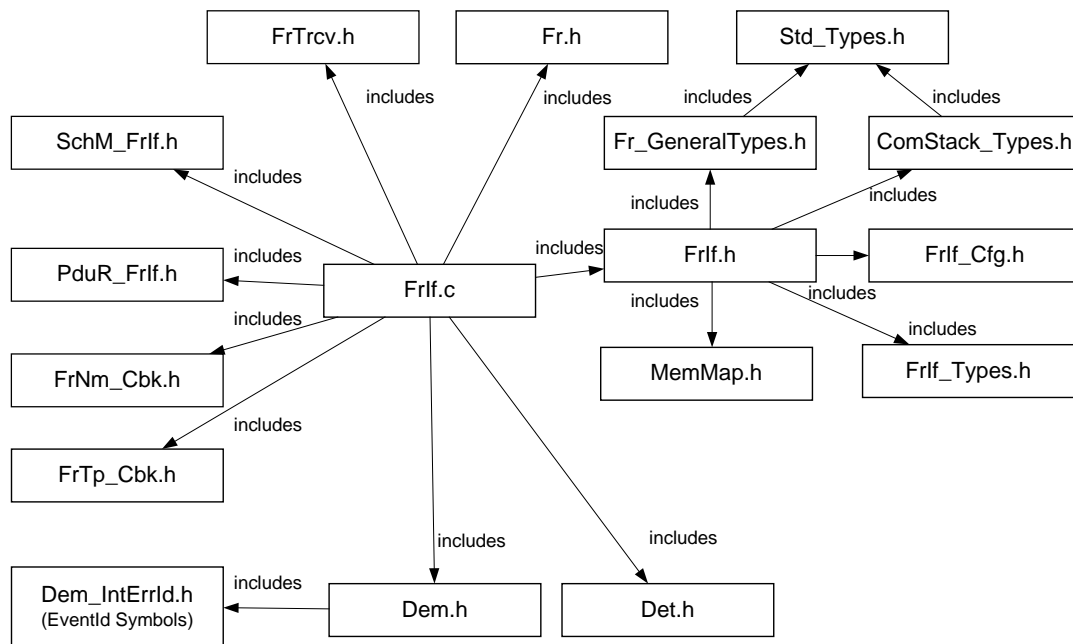 FrTrcv.h
Fr.h
Std_Types.h
includes
includes
includes
includes
SchM_FrIf.h
Fr_GeneralTypes.h
ComStack_Types.h
includes
includes
includes
PduR_FrIf.h
includes
includes
FrIf.h
FrIf_Cfg.h
FrIf.c
includes
includes
includes
FrNm_Cbk.h
MemMap.h
includes
FrIf_Types.h
includes
FrTp_Cbk.h
includes
includes
Dem_IntErrId.h
(EventId Symbols)
includes
Dem.h
Det.h